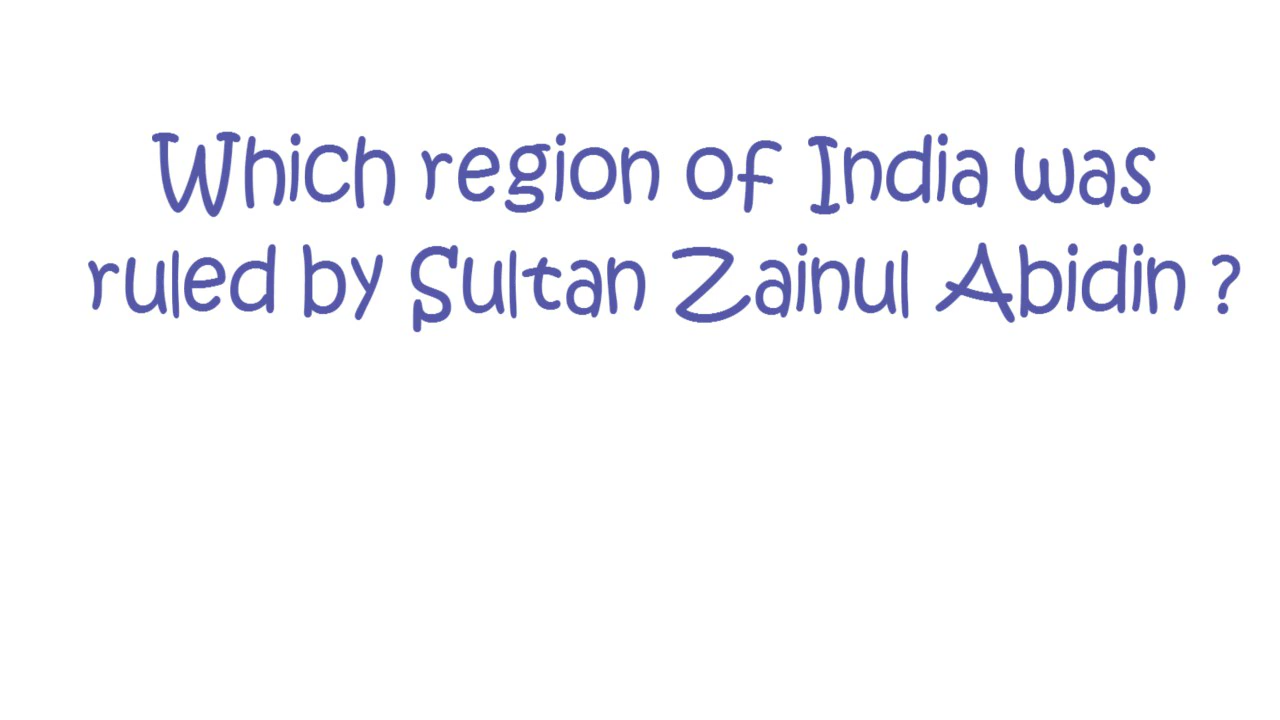 Which region of India was
ruled by Sultan Zainul Abidin ?